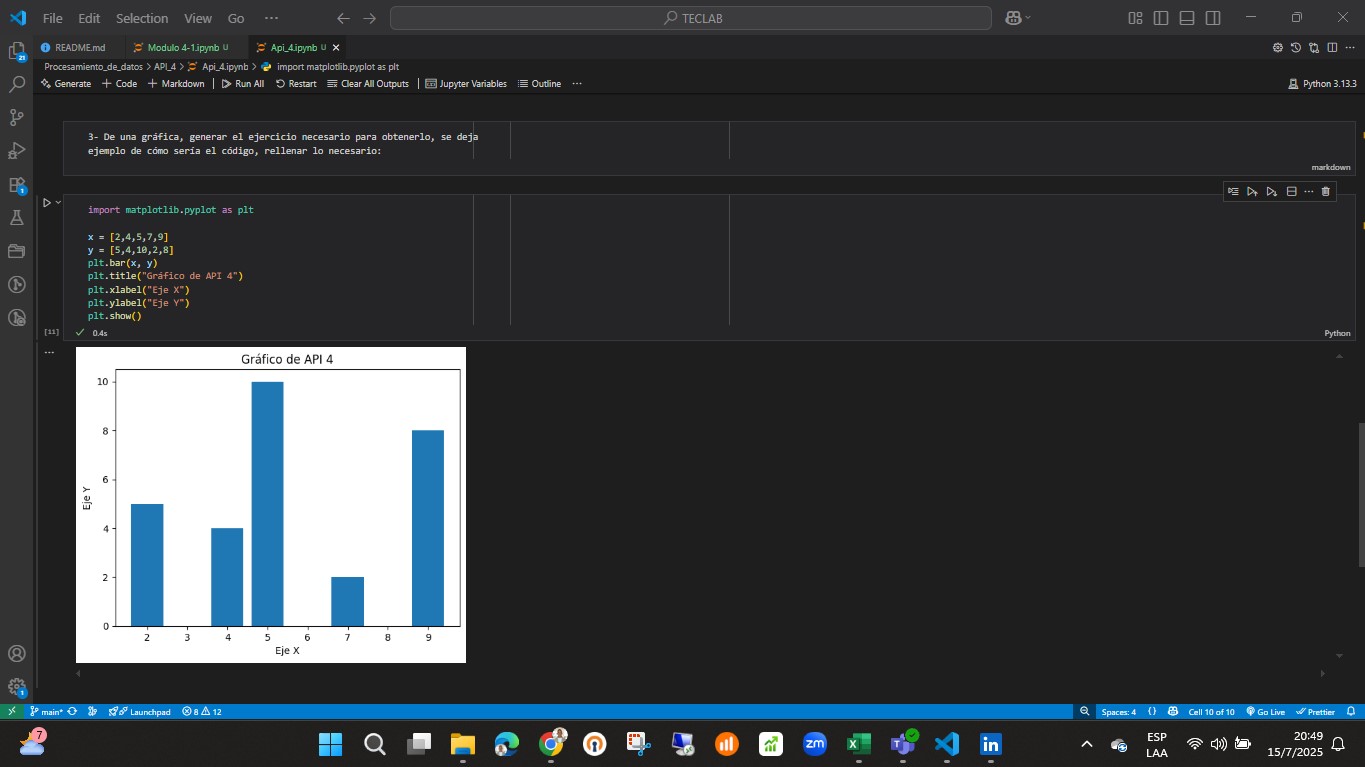 File Edit Selection View Go ··· TECLAB
README.md Modulo 4-1.ipynb U Api_4.ipynb U
Procesamiento_de_datos > API_4 > Api_4.ipynb > import matplotlib.pyplot as plt
Generate + Code + Markdown Run All Restart Clear All Outputs Jupyter Variables Outline ··· Python 3.13.3
21
1
1
3- De una gráfica, generar el ejercicio necesario para obtenerlo, se deja
ejemplo de cómo sería el código, rellenar lo necesario:
markdown
import matplotlib.pyplot as plt
x = [2,4,5,7,9]
y = [5,4,10,2,8]
plt.bar(x, y)
plt.title("Gráfico de API 4")
plt.xlabel("Eje X")
plt.ylabel("Eje Y")
plt.show()
[11] 0.4s Python
Gráfico de API 4
10
8
6
4
2
0
Eje Y
2 3 4 5 6 7 8 9
Eje X
main* Launchpad 8 12 Spaces: 4 {} Cell 10 of 10 Go Live Prettier
7 zm in ESP 20:49
LAA 15/7/2025